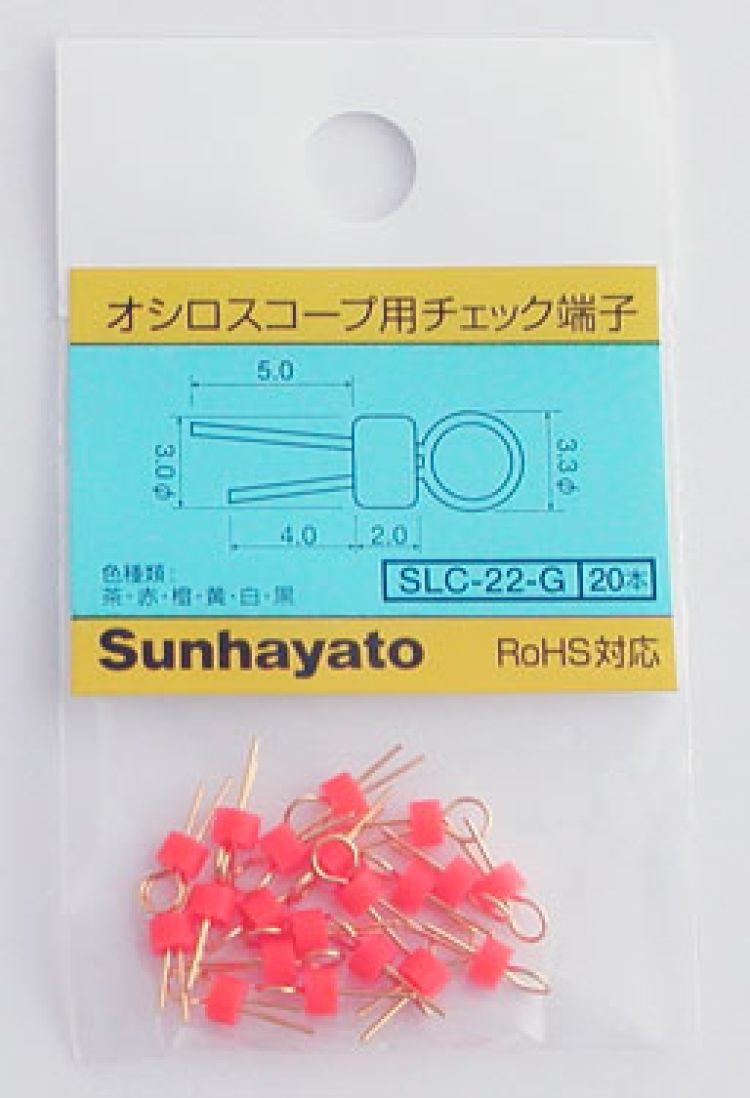 オシロスコープ用チェック端子
5.0
3.0φ
3.3φ
4.0
2.0
色種類:
茶・赤・橙・黄・白・黒
SLC-22-G 20本
Sunhayato
RoHS対応